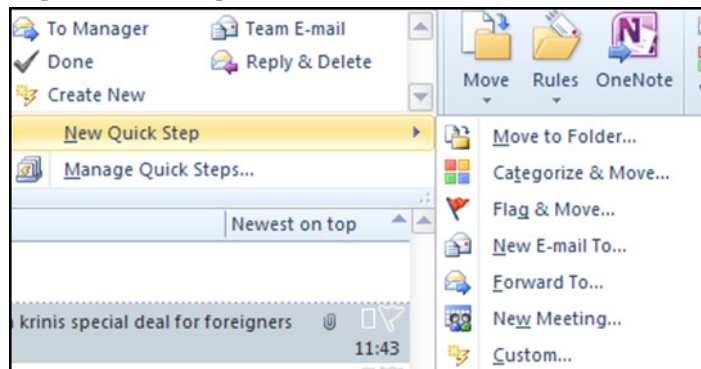 To Manager
Team E-mail
Done
Reply & Delete
Create New
Move
Rules
OneNote
New Quick Step
Manage Quick Steps...
Move to Folder...
Categorize & Move...
Flag & Move...
New E-mail To...
Forward To...
New Meeting...
Custom...
Newest on top
krinis special deal for foreigners
11:43